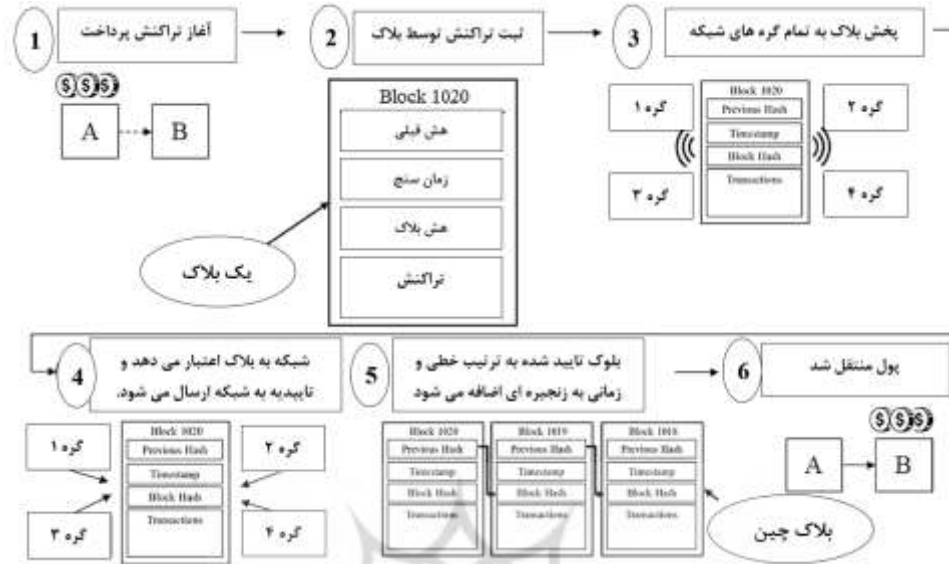 1
آغاز تراکنش پرداخت
2
ثبت تراکنش توسط بلاک
3
پخش بلاک به تمام گره های شبکه
$ $ $
A
B
Block 1020
هش قبلی
زمان سنج
هش بلاک
تراکنش
یک بلاک
گره ۱
گره ۲
گره ۳
گره ۴
Block 1020
Previous Hash
Timestamp
Block Hash
Transactions
4
شبکه به بلاک اعتبار می دهد و
تاییدیه به شبکه ارسال می شود.
5
بلوک تایید شده به ترتیب خطی و
زمانی به زنجیره ای اضافه می شود
6
پول منتقل شد
گره ۱
گره ۲
گره ۳
گره ۴
Block 1020
Previous Hash
Timestamp
Block Hash
Transactions
Block 1020
Previous Hash
Timestamp
Block Hash
Transactions
Block 1019
Previous Hash
Timestamp
Block Hash
Transactions
Block 1018
Previous Hash
Timestamp
Block Hash
Transactions
بلاک چین
$ $ $
A
B